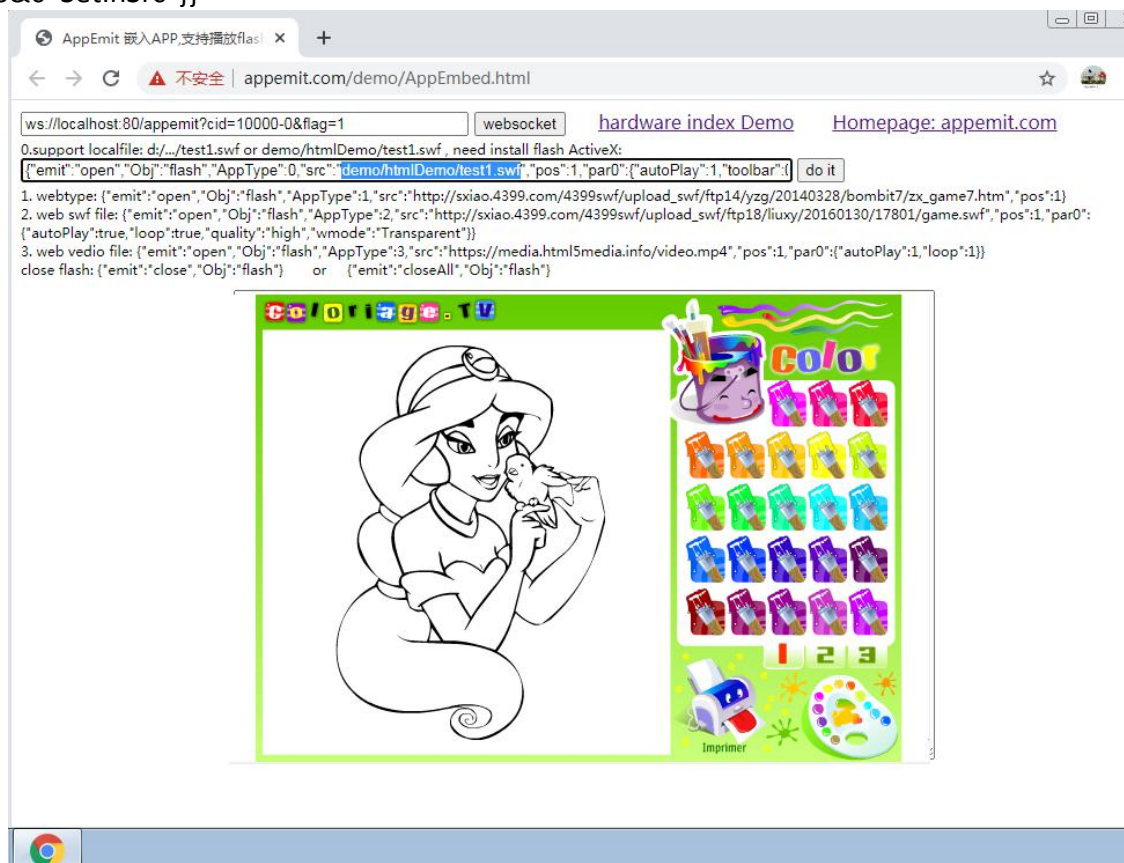 AppEmit 嵌入APP,支持播放flas
不安全 | appemit.com/demo/AppEmbed.html
ws://localhost:80/appemit?cid=10000-0&flag=1 websocket hardware index Demo Homepage: appemit.com
0.support localfile: d:/.../test1.swf or demo/htmlDemo/test1.swf , need install flash ActiveX:
{"emit":"open","Obj":"flash","AppType":0,"src":"demo/htmlDemo/test1.swf","pos":1,"par0":{"autoPlay":1,"toolbar":{ do it
1. webtype: {"emit":"open","Obj":"flash","AppType":1,"src":"http://sxiao.4399.com/4399swf/upload_swf/ftp14/yzg/20140328/bombit7/zx_game7.htm","pos":1}
2. web swf file: {"emit":"open","Obj":"flash","AppType":2,"src":"http://sxiao.4399.com/4399swf/upload_swf/ftp18/liuxy/20160130/17801/game.swf","pos":1,"par0":
{"autoPlay":true,"loop":true,"quality":"high","wmode":"Transparent"}}
3. web vedio file: {"emit":"open","Obj":"flash","AppType":3,"src":"https://media.html5media.info/video.mp4","pos":1,"par0":{"autoPlay":1,"loop":1}}
close flash: {"emit":"close","Obj":"flash"} or {"emit":"closeAll","Obj":"flash"}
Coloriage.TV
Color
1 2 3
Imprimer